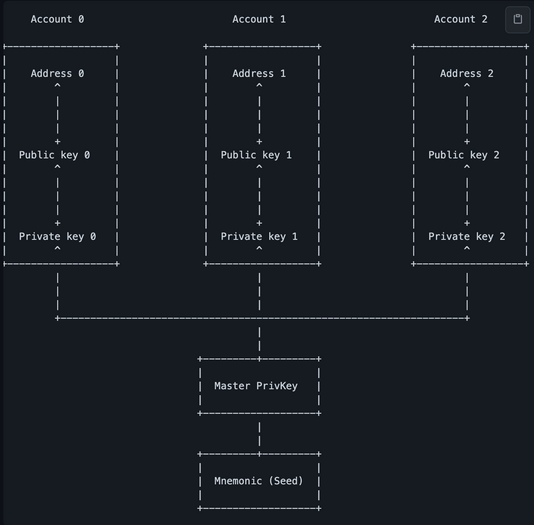 Account 0 Account 1 Account 2
Address 0 Address 1 Address 2
Public key 0 Public key 1 Public key 2
Private key 0 Private key 1 Private key 2
Master PrivKey
Mnemonic (Seed)